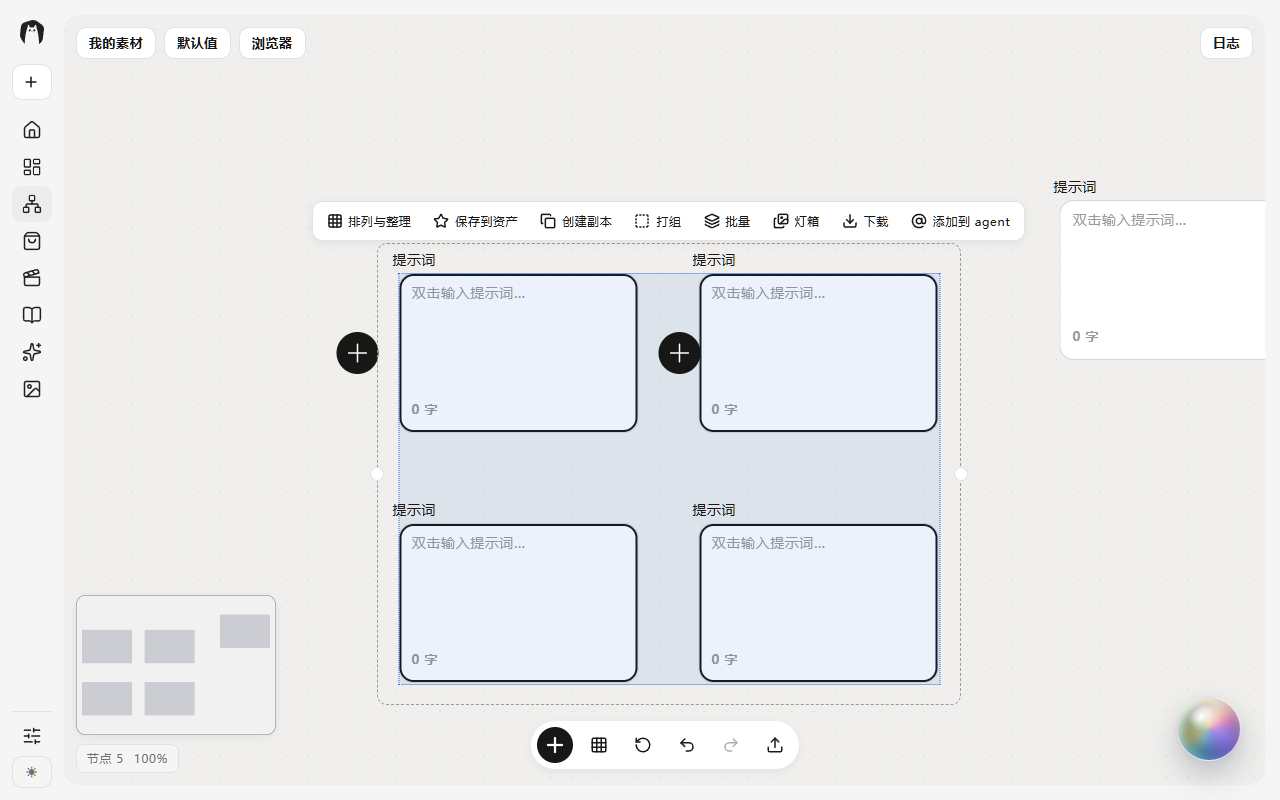 我的素材
默认值
浏览器
日志
提示词
双击输入提示词...
0 字
排列与整理
保存到资产
创建副本
打组
批量
灯箱
下载
添加到 agent
提示词
提示词
双击输入提示词...
双击输入提示词...
0 字
0 字
提示词
提示词
双击输入提示词...
双击输入提示词...
0 字
0 字
节点 5 100%